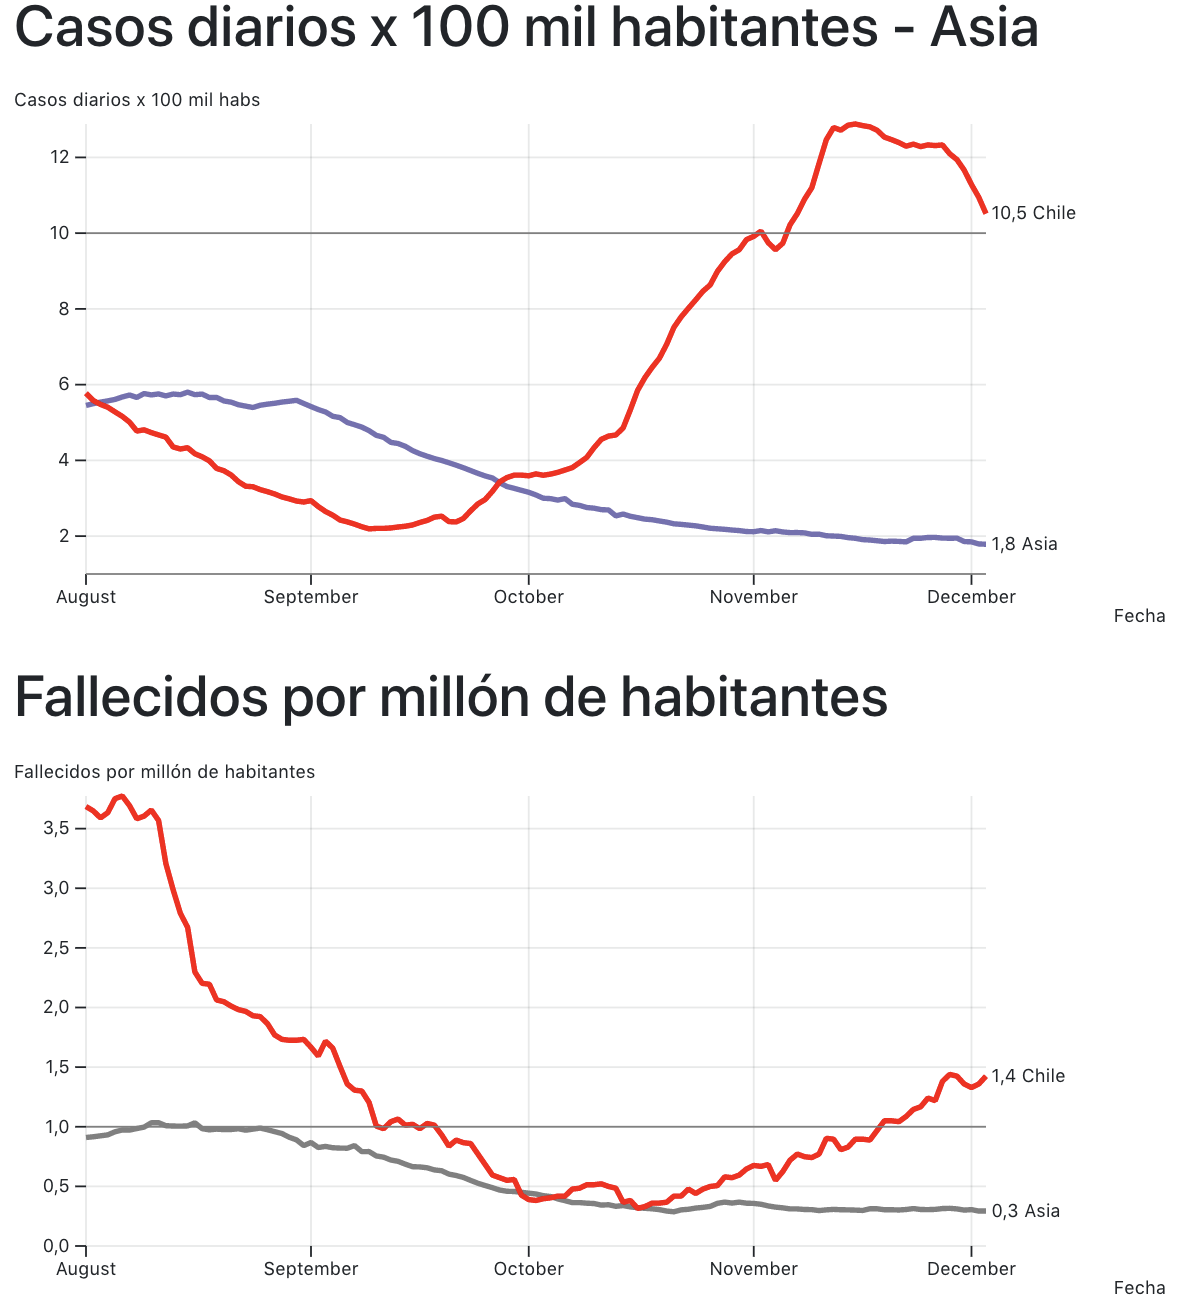 Casos diarios x 100 mil habitantes - Asia
Casos diarios x 100 mil habs
12
10
8
6
4
2
10,5 Chile
1,8 Asia
August September October November December
Fecha
Fallecidos por millón de habitantes
Fallecidos por millón de habitantes
3,5
3,0
2,5
2,0
1,5
1,0
0,5
0,0
1,4 Chile
0,3 Asia
August September October November December
Fecha